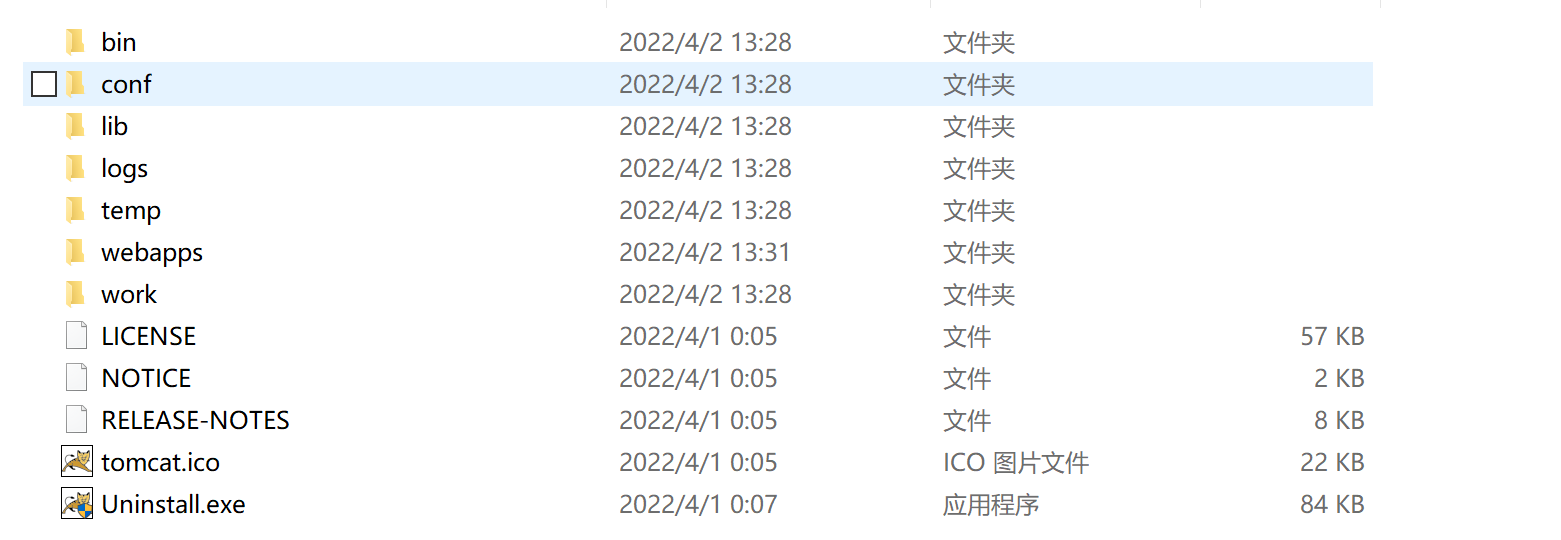 bin 2022/4/2 13:28 文件夹
conf 2022/4/2 13:28 文件夹
lib 2022/4/2 13:28 文件夹
logs 2022/4/2 13:28 文件夹
temp 2022/4/2 13:28 文件夹
webapps 2022/4/2 13:31 文件夹
work 2022/4/2 13:28 文件夹
LICENSE 2022/4/1 0:05 文件 57 KB
NOTICE 2022/4/1 0:05 文件 2 KB
RELEASE-NOTES 2022/4/1 0:05 文件 8 KB
tomcat.ico 2022/4/1 0:05 ICO 图片文件 22 KB
Uninstall.exe 2022/4/1 0:07 应用程序 84 KB